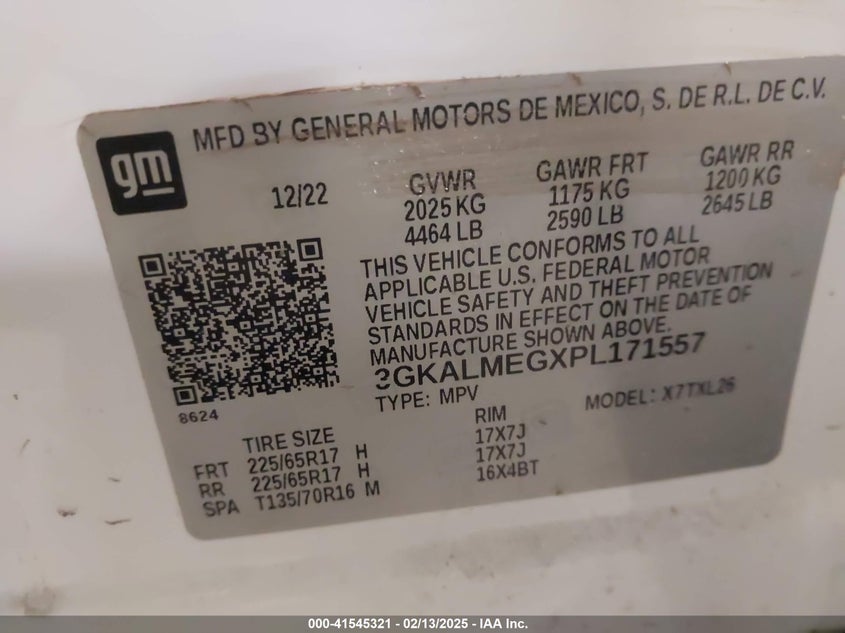 gm
MFD BY GENERAL MOTORS DE MEXICO, S. DE R.L. DE C.V.
12/22
GVWR
2025 KG
4464 LB
GAWR FRT
1175 KG
2590 LB
GAWR RR
1200 KG
2645 LB
THIS VEHICLE CONFORMS TO ALL
APPLICABLE U.S. FEDERAL MOTOR
VEHICLE SAFETY AND THEFT PREVENTION
STANDARDS IN EFFECT ON THE DATE OF
MANUFACTURE SHOWN ABOVE.
3GKALMEGXPL171557
TYPE: MPV MODEL: X7TXL26
8624
TIRE SIZE RIM
FRT 225/65R17 H 17X7J
RR 225/65R17 H 17X7J
SPA T135/70R16 M 16X4BT
000-41545321 - 02/13/2025 - IAA Inc.